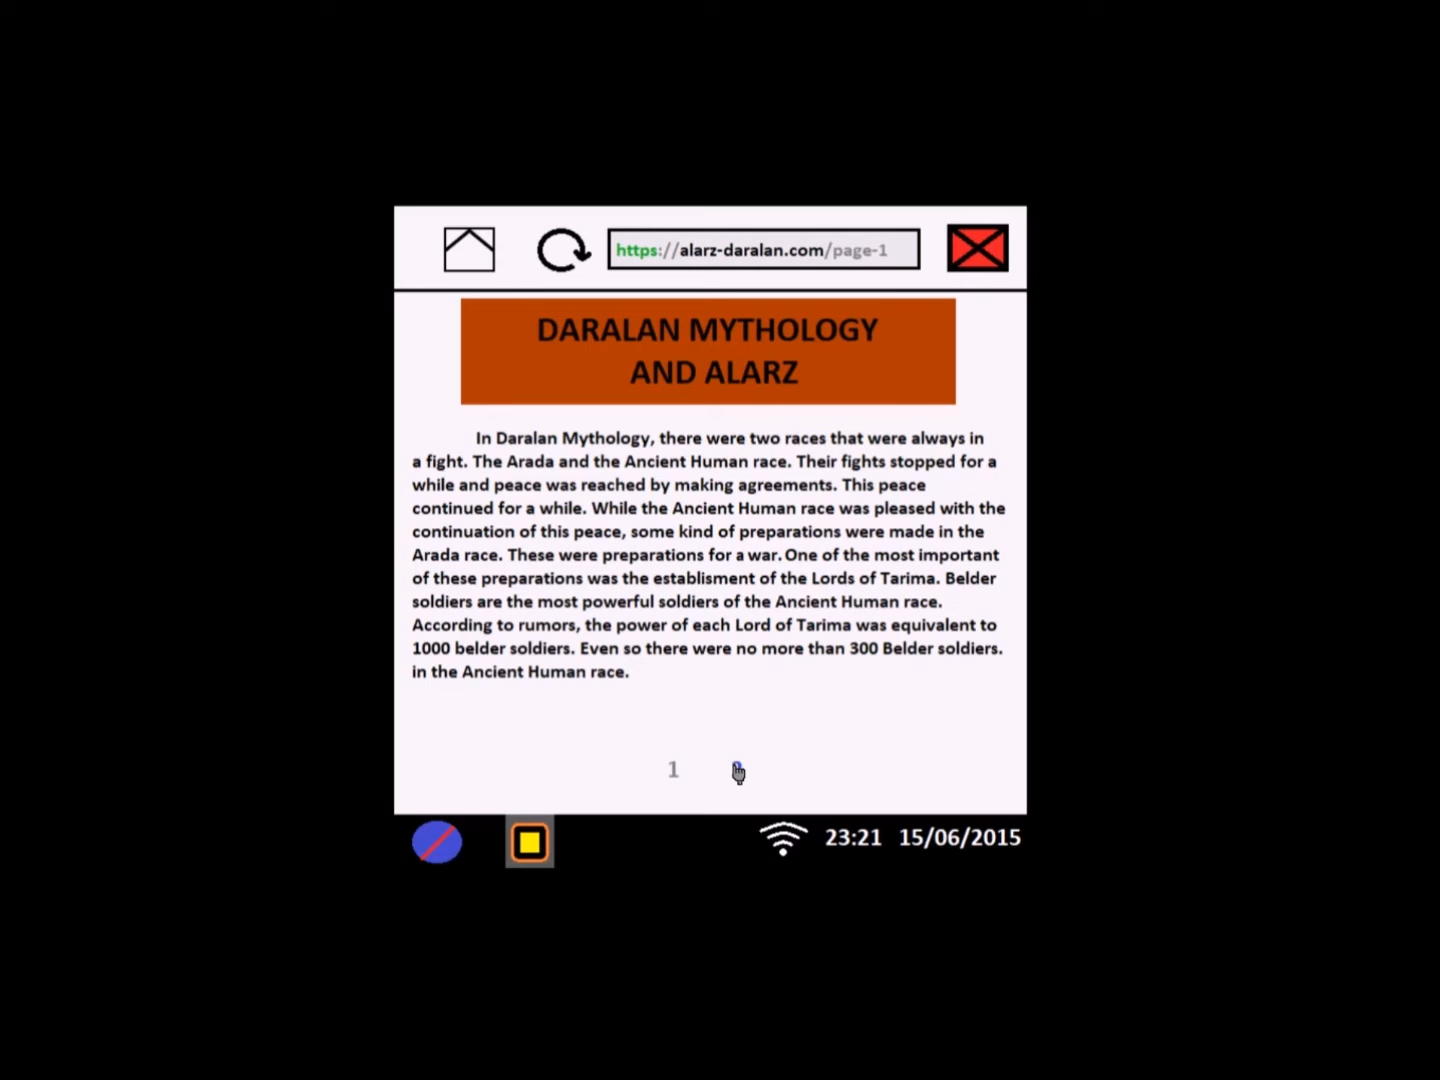 https://alarz-daralan.com/page-1
DARALAN MYTHOLOGY
AND ALARZ
In Daralan Mythology, there were two races that were always in
a fight. The Arada and the Ancient Human race. Their fights stopped for a
while and peace was reached by making agreements. This peace
continued for a while. While the Ancient Human race was pleased with the
continuation of this peace, some kind of preparations were made in the
Arada race. These were preparations for a war. One of the most important
of these preparations was the establisment of the Lords of Tarima. Belder
soldiers are the most powerful soldiers of the Ancient Human race.
According to rumors, the power of each Lord of Tarima was equivalent to
1000 belder soldiers. Even so there were no more than 300 Belder soldiers.
in the Ancient Human race.
1
23:21 15/06/2015